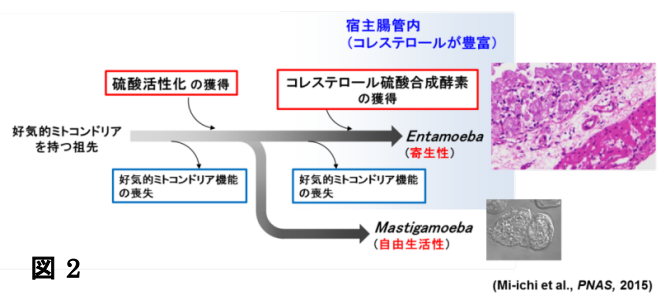 宿主腸管内
（コレステロールが豊富）
硫酸活性化 の獲得
コレステロール硫酸合成酵素
の獲得
好気的ミトコンドリア
を持つ祖先
Entamoeba
（寄生性）
好気的ミトコンドリア機能
の喪失
好気的ミトコンドリア機能
の喪失
Mastigamoeba
（自由生活性）
図 2
(Mi-ichi et al., PNAS, 2015)